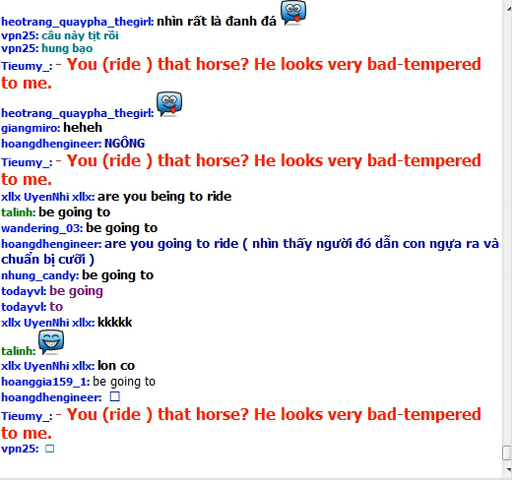 heotrang_quaypha_thegirl: nhìn rất là đanh đá
vpn25: câu này tịt rồi
vpn25: hung bạo
Tieumy_: - You (ride ) that horse? He looks very bad-tempered
to me.
heotrang_quaypha_thegirl:
giangmiro: heheh
hoangdhengineer: NGÔNG
Tieumy_: - You (ride ) that horse? He looks very bad-tempered
to me.
xllx UyenNhi xllx: are you being to ride
talinh: be going to
wandering_03: be going to
hoangdhengineer: are you going to ride ( nhìn thấy người đó dẫn con ngựa ra và
chuẩn bị cưỡi )
nhung_candy: be going to
todayvl: be going
todayvl: to
xllx UyenNhi xllx: kkkkk
talinh:
xllx UyenNhi xllx: lon co
hoanggia159_1: be going to
hoangdhengineer: □
Tieumy_: - You (ride ) that horse? He looks very bad-tempered
to me.
vpn25: □